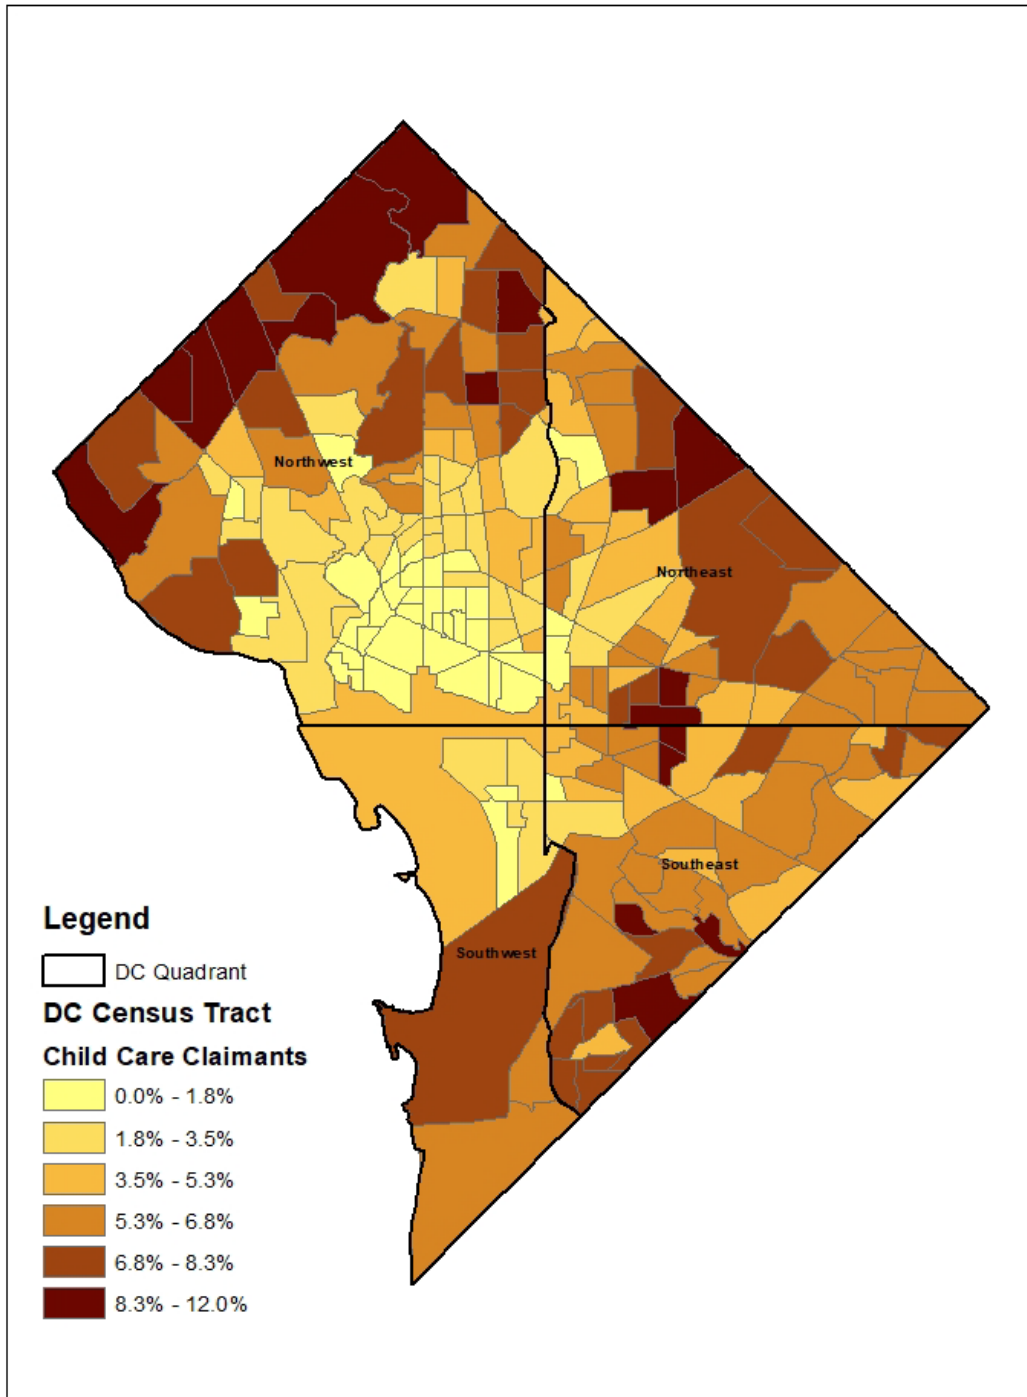 Northwest
Northeast
Southeast
Southwest
Legend
DC Quadrant
DC Census Tract
Child Care Claimants
0.0% - 1.8%
1.8% - 3.5%
3.5% - 5.3%
5.3% - 6.8%
6.8% - 8.3%
8.3% - 12.0%